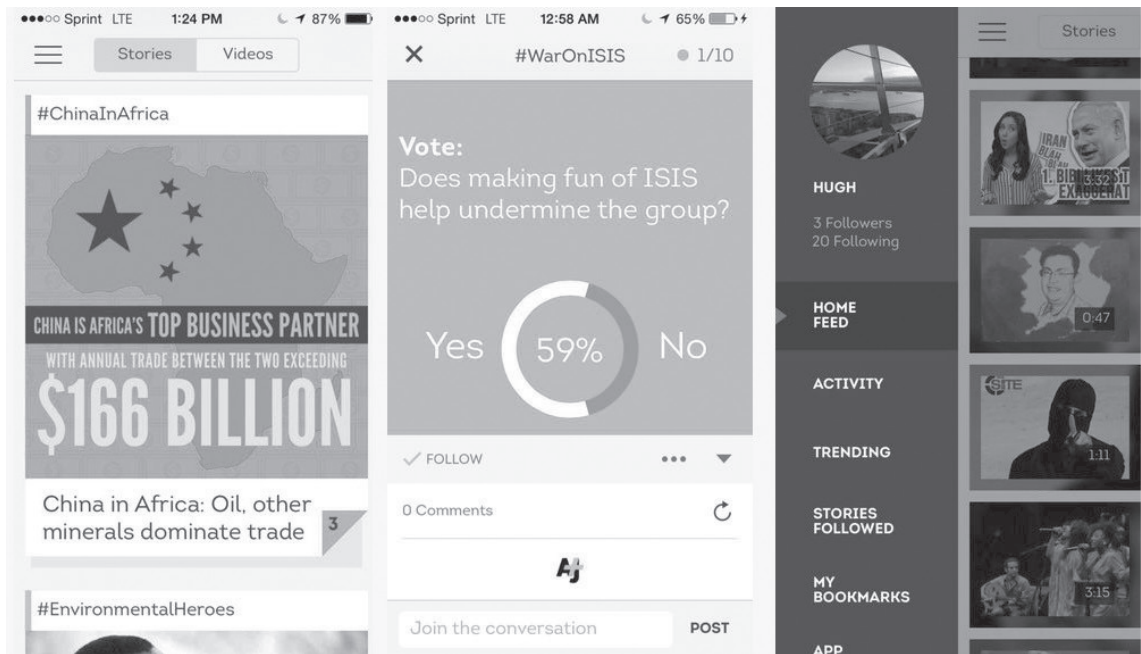 Sprint LTE 1:24 PM 87%
Stories Videos
#ChinaInAfrica
CHINA IS AFRICA'S TOP BUSINESS PARTNER
WITH ANNUAL TRADE BETWEEN THE TWO EXCEEDING
$166 BILLION
China in Africa: Oil, other
minerals dominate trade
3
#EnvironmentalHeroes
Sprint LTE 12:58 AM 65%
#WarOnISIS 1/10
Vote:
Does making fun of ISIS
help undermine the group?
Yes 59% No
FOLLOW
0 Comments
AJ+
Join the conversation POST
HUGH
3 Followers
20 Following
HOME
FEED
ACTIVITY
TRENDING
STORIES
FOLLOWED
MY
BOOKMARKS
APP
Stories
IRAN
BLAH
3:32
0:47
SITE
1:11
3:15